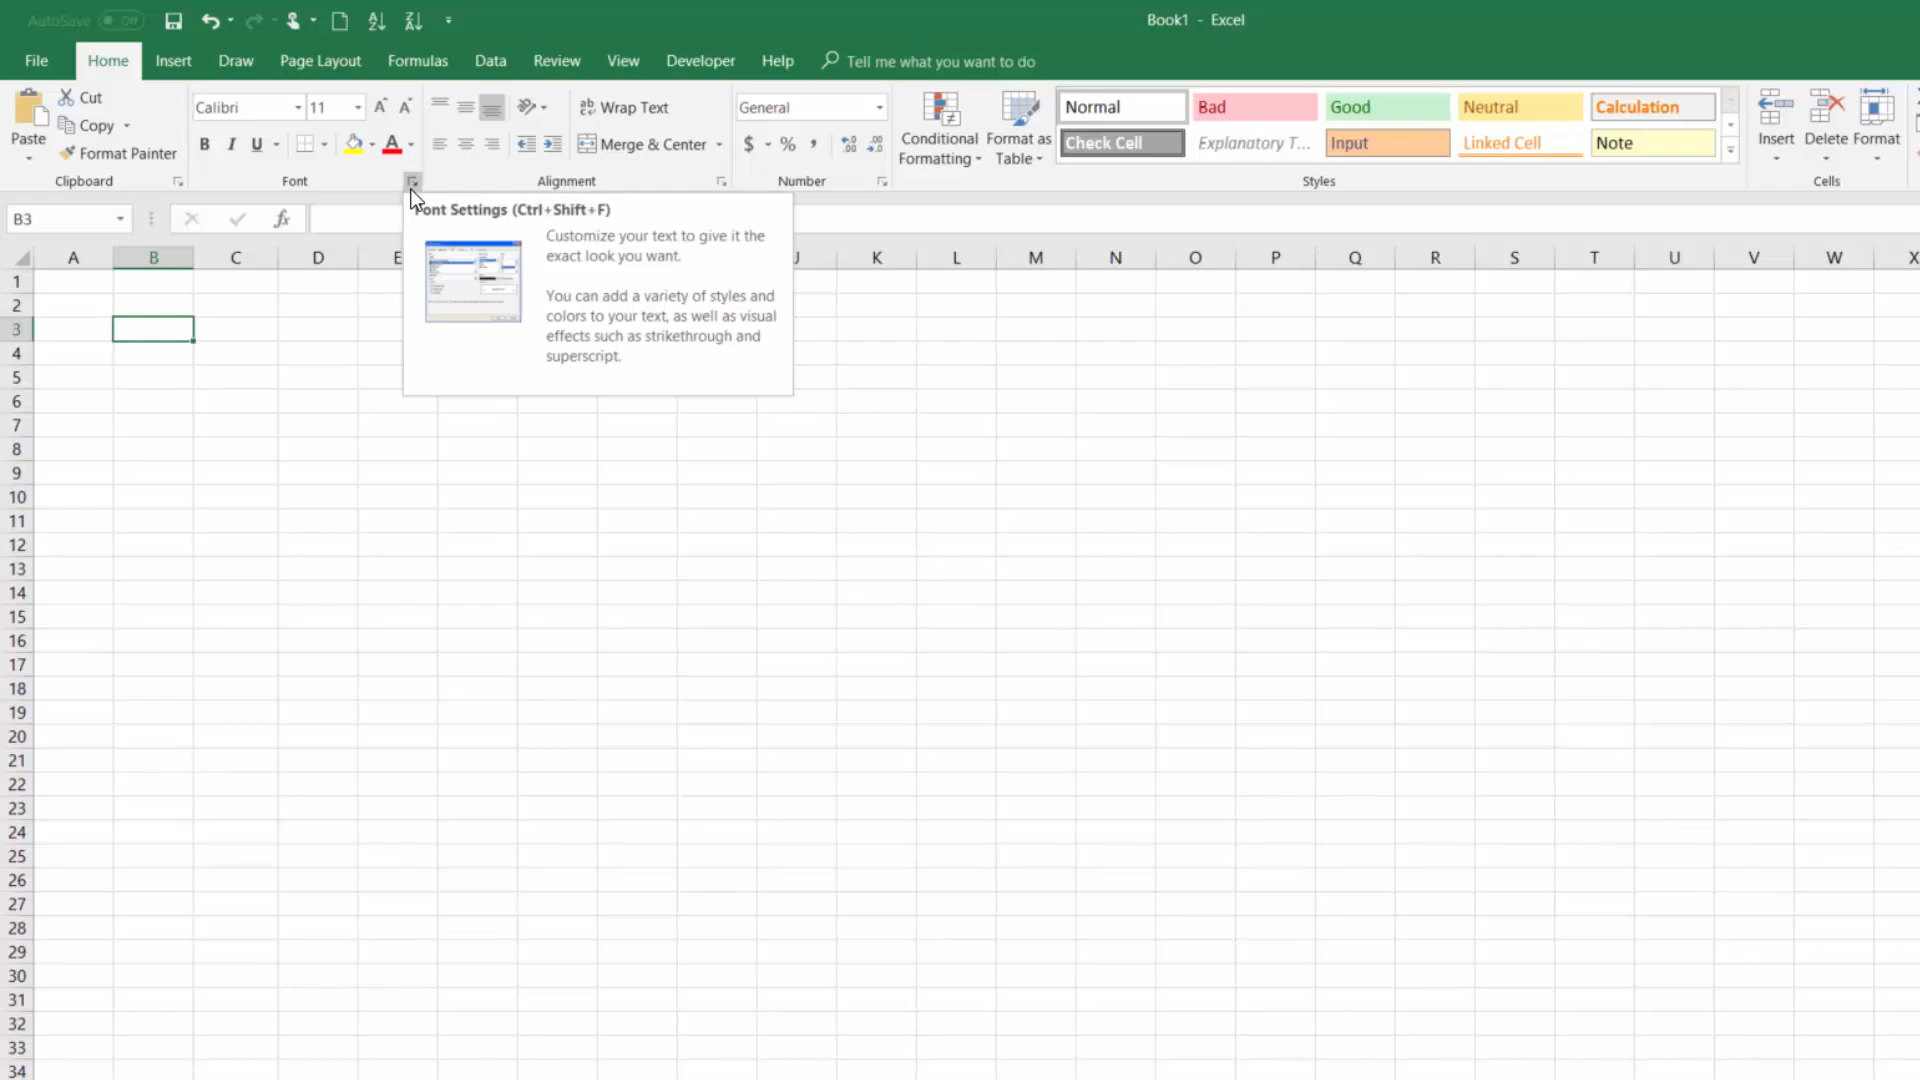 AutoSave Off
Book1 - Excel
File Home Insert Draw Page Layout Formulas Data Review View Developer Help Tell me what you want to do
Paste
Cut
Copy
Format Painter
Clipboard
Calibri 11
B I U
Font
Wrap Text
Merge & Center
Alignment
General
$ %
Number
Conditional Formatting
Format as Table
Normal Bad Good Neutral Calculation
Check Cell Explanatory T... Input Linked Cell Note
Styles
Insert Delete Format
Cells
B3
fx
Font Settings (Ctrl+Shift+F)
Customize your text to give it the
exact look you want.
You can add a variety of styles and
colors to your text, as well as visual
effects such as strikethrough and
superscript.
A B C D E J K L M N O P Q R S T U V W X
1
2
3
4
5
6
7
8
9
10
11
12
13
14
15
16
17
18
19
20
21
22
23
24
25
26
27
28
29
30
31
32
33
34